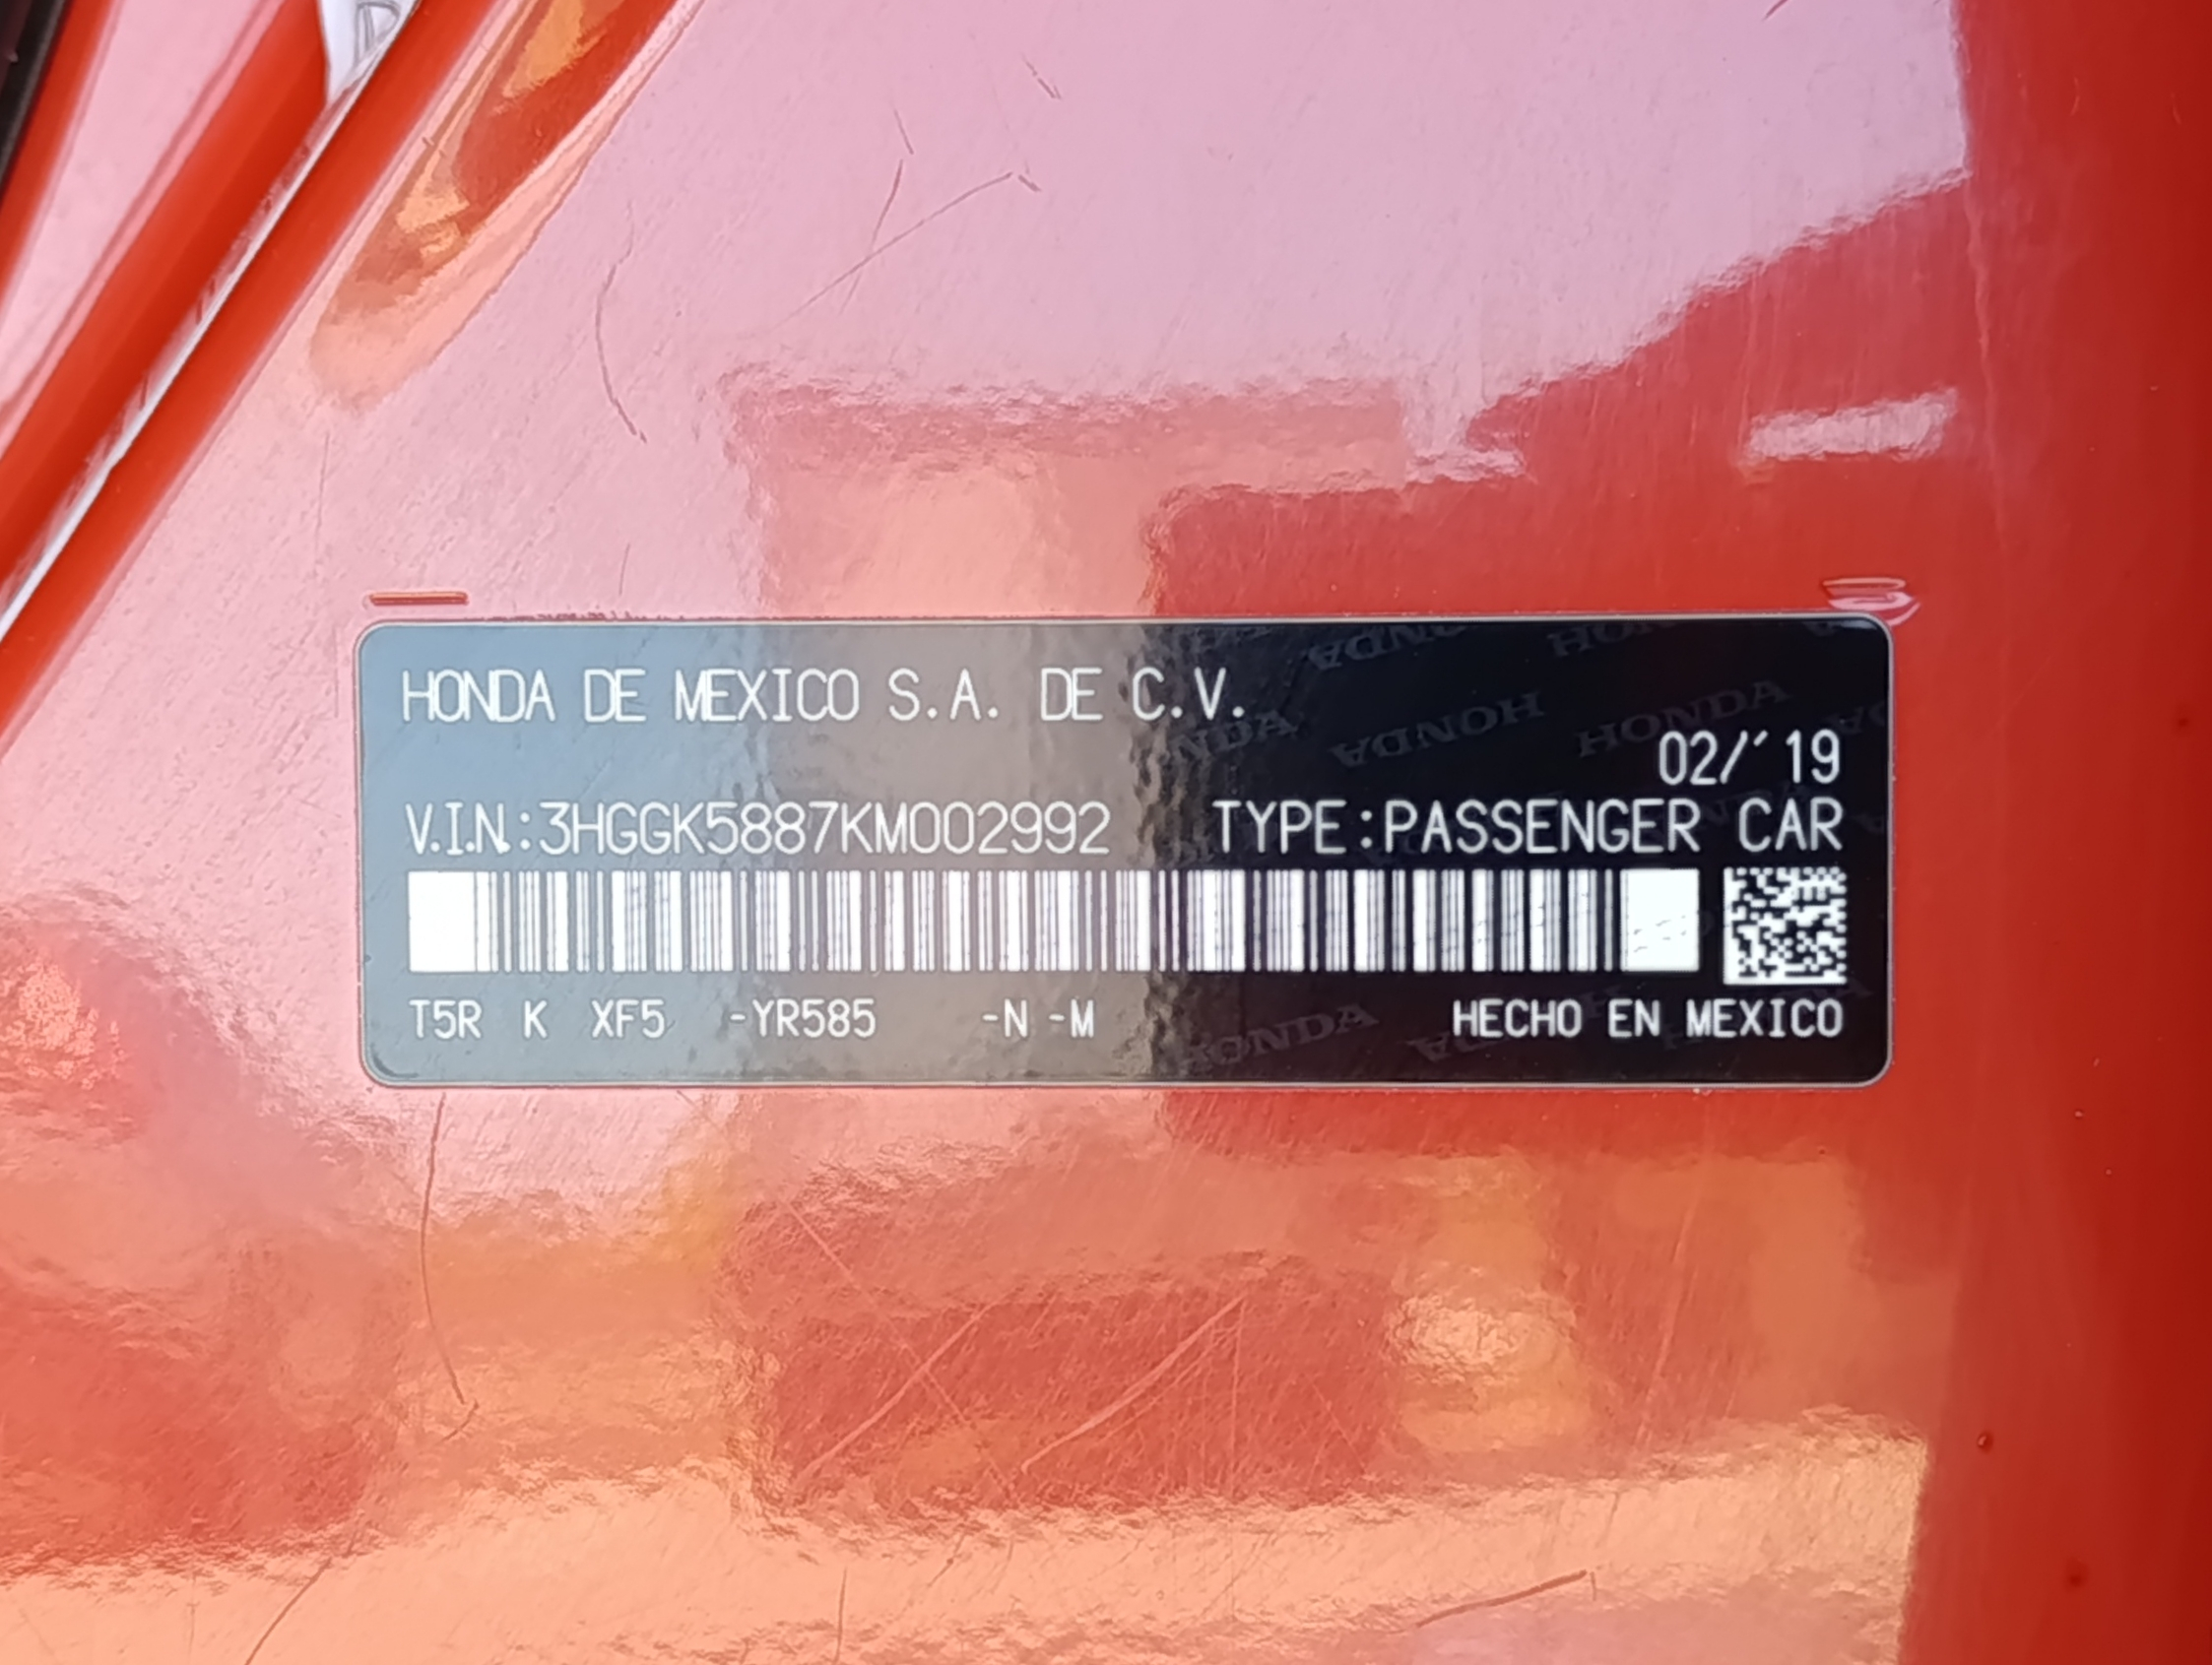 HONDA DE MEXICO S.A. DE C.V.
02/´19
V.I.N.:3HGGK5887KM002992 TYPE:PASSENGER CAR
T5R K XF5 -YR585 -N -M HECHO EN MEXICO